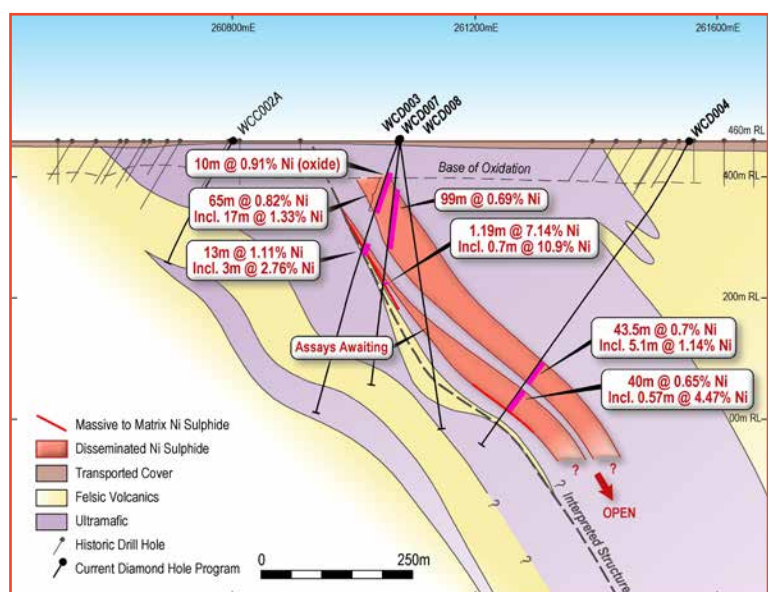 260800mE
261200mE
261600mE
WCC002A
WCD003
WCD007
WCD008
WCD004
460m RL
Base of Oxidation
400m RL
10m @ 0.91% Ni (oxide)
65m @ 0.82% Ni
Incl. 17m @ 1.33% Ni
99m @ 0.69% Ni
1.19m @ 7.14% Ni
Incl. 0.7m @ 10.9% Ni
13m @ 1.11% Ni
Incl. 3m @ 2.76% Ni
200m RL
Assays Awaiting
43.5m @ 0.7% Ni
Incl. 5.1m @ 1.14% Ni
40m @ 0.65% Ni
Incl. 0.57m @ 4.47% Ni
00m RL
Massive to Matrix Ni Sulphide
Disseminated Ni Sulphide
Transported Cover
Felsic Volcanics
Ultramafic
Historic Drill Hole
Current Diamond Hole Program
? ?
?
?
?
OPEN
Interpreted Structure
0 250m